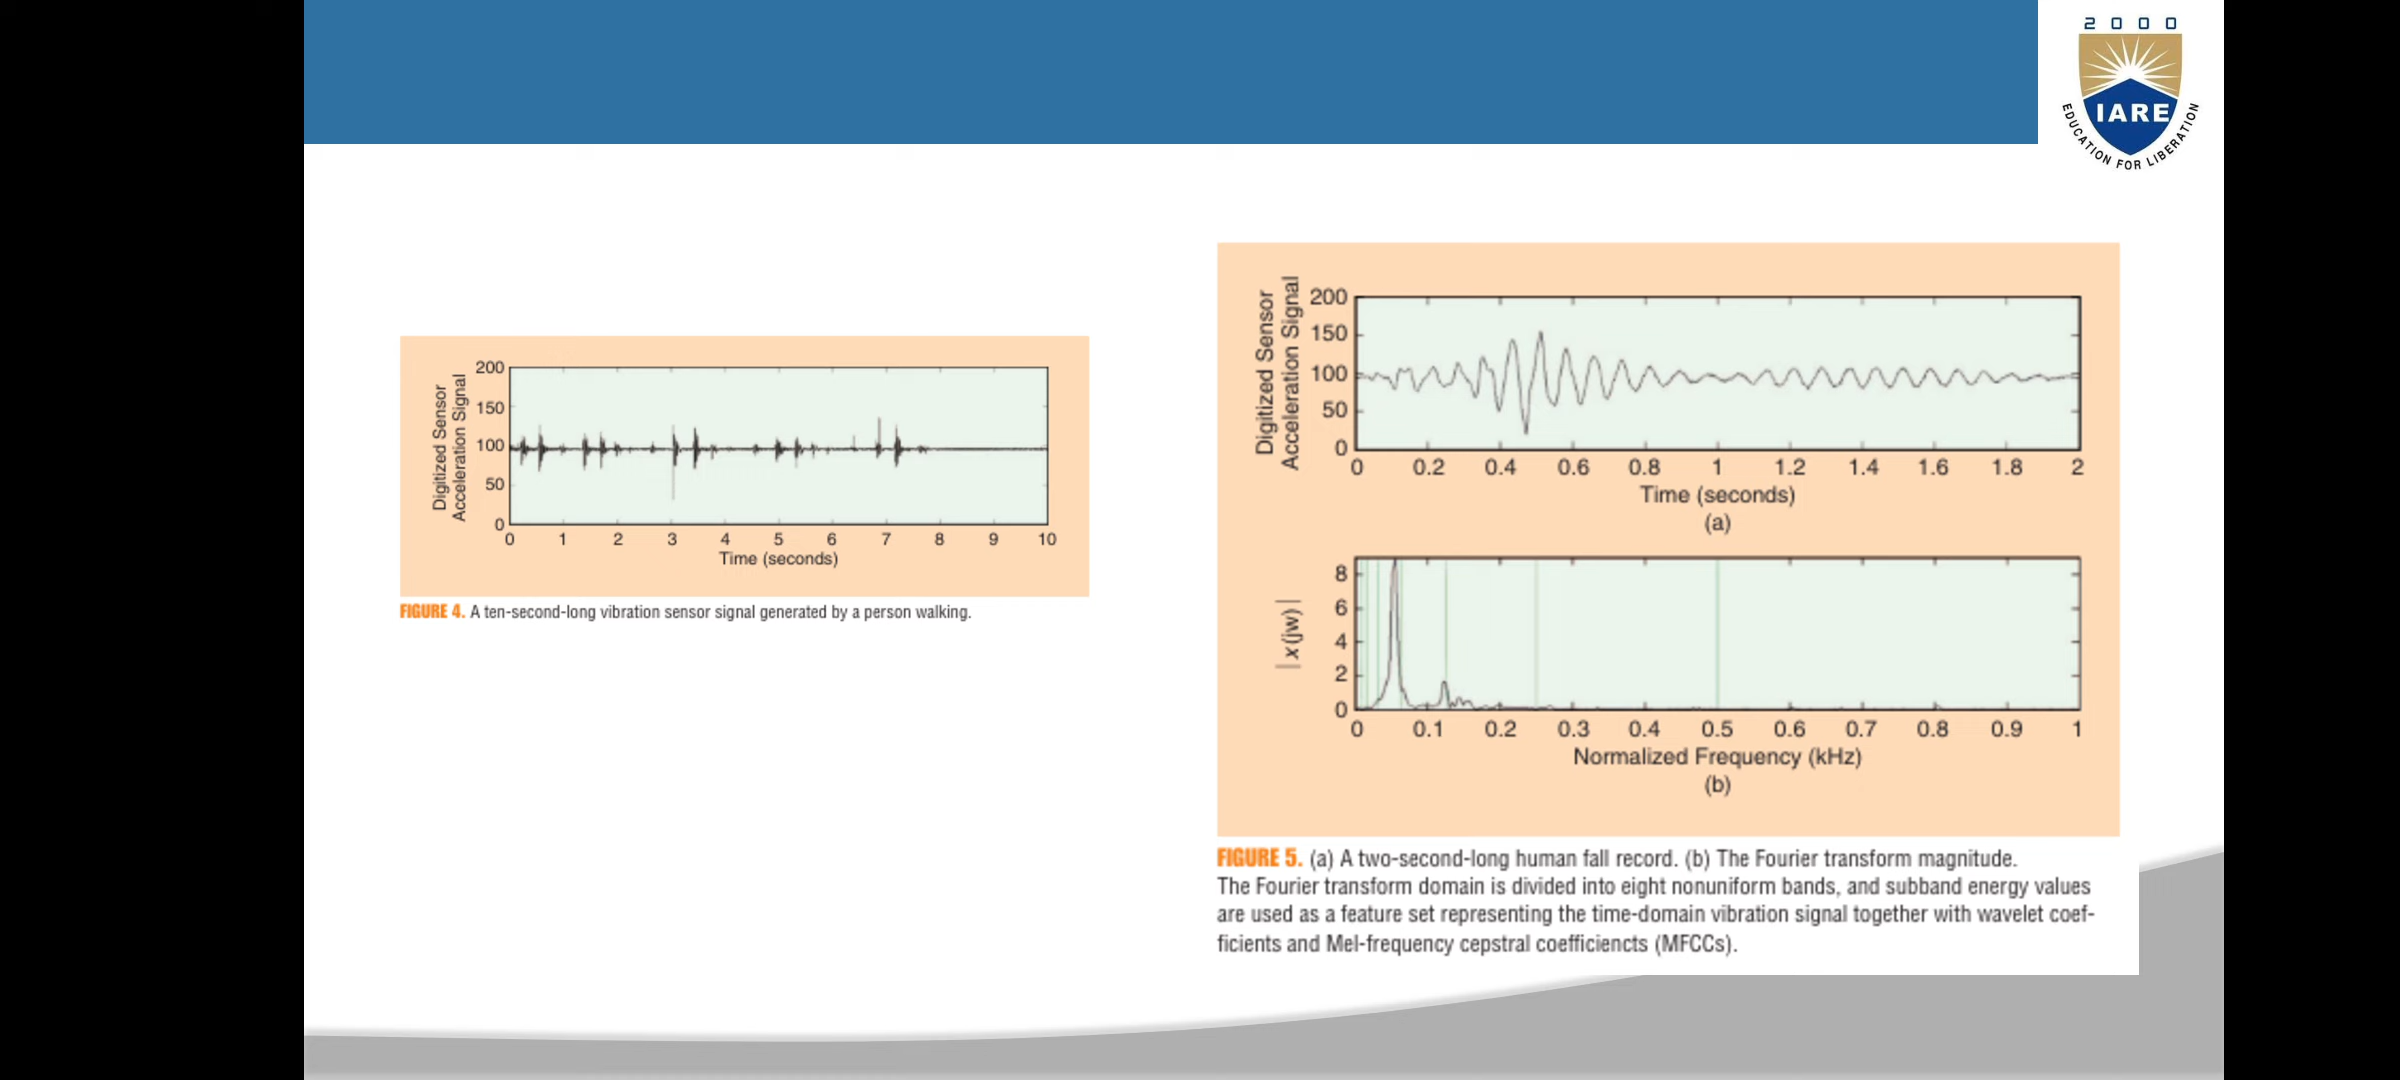 2 0 0 0
IARE
EDUCATION FOR LIBERATION
Digitized Sensor
Acceleration Signal
200
150
100
50
0
0 1 2 3 4 5 6 7 8 9 10
Time (seconds)
FIGURE 4. A ten-second-long vibration sensor signal generated by a person walking.
Digitized Sensor
Acceleration Signal
200
150
100
50
0
0 0.2 0.4 0.6 0.8 1 1.2 1.4 1.6 1.8 2
Time (seconds)
(a)
| x(jw) |
8
6
4
2
0
0 0.1 0.2 0.3 0.4 0.5 0.6 0.7 0.8 0.9 1
Normalized Frequency (kHz)
(b)
FIGURE 5. (a) A two-second-long human fall record. (b) The Fourier transform magnitude.
The Fourier transform domain is divided into eight nonuniform bands, and subband energy values
are used as a feature set representing the time-domain vibration signal together with wavelet coef-
ficients and Mel-frequency cepstral coefficiencts (MFCCs).